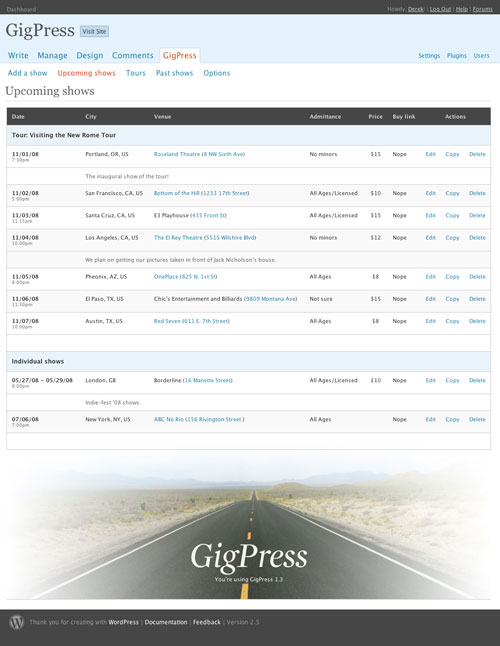 Dashboard Howdy, Derek! | Log Out | Help | Forums
GigPress Visit Site
Write Manage Design Comments GigPress Settings Plugins Users
Add a show Upcoming shows Tours Past shows Options
Upcoming shows
Date City Venue Admittance Price Buy link Actions
Tour: Visiting the New Rome Tour
11/01/08 Portland, OR, US Roseland Theatre (8 NW Sixth Ave) No minors $15 Nope Edit Copy Delete
7:30pm
The inaugural show of the tour!
11/02/08 San Francisco, CA, US Bottom of the Hill (1233 17th Street) All Ages/Licensed $10 Nope Edit Copy Delete
5:00pm
11/03/08 Santa Cruz, CA, US E3 Playhouse (435 Front St) All Ages/Licensed $15 Nope Edit Copy Delete
11:15pm
11/04/08 Los Angeles, CA, US The El Rey Theatre (5515 Wilshire Blvd) No minors $12 Nope Edit Copy Delete
10:00pm
We plan on getting our pictures taken in front of Jack Nicholson's house.
11/05/08 Pheonix, AZ, US OnePlace (825 N. 1st St) All Ages $8 Nope Edit Copy Delete
8:00pm
11/06/08 El Paso, TX, US Chic's Entertainment and Billiards (9809 Montana Ave) Not sure $15 Nope Edit Copy Delete
11:30pm
11/07/08 Austin, TX, US Red Seven (611 E. 7th Street) All Ages $8 Nope Edit Copy Delete
10:00pm
Individual shows
05/27/08 - 05/29/08 London, GB Borderline (16 Manette Street) All Ages/Licensed £10 Nope Edit Copy Delete
8:00pm
Indie-fest '08 shows.
07/06/08 New York, NY, US ABC No Rio (156 Rivington Street ) All Ages Nope Edit Copy Delete
7:00pm
GigPress
You're using GigPress 1.3
Thank you for creating with WordPress | Documentation | Feedback | Version 2.5